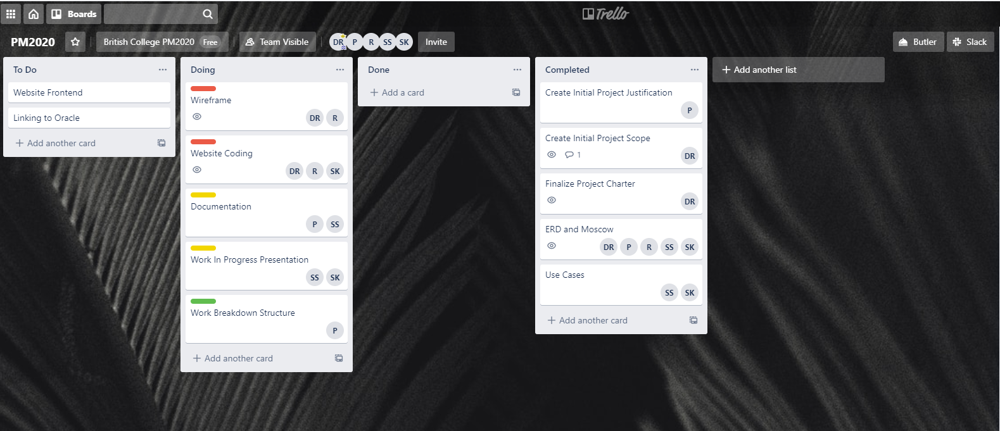 Boards
Trello
PM2020
British College PM2020 Free
Team Visible
DR P R SS SK
Invite
Butler
Slack
To Do
Website Frontend
Linking to Oracle
Add another card
Doing
Wireframe
DR R
Website Coding
DR R SK
Documentation
P SS
Work In Progress Presentation
SS SK
Work Breakdown Structure
P
Add another card
Done
Add a card
Completed
Create Initial Project Justification
P
Create Initial Project Scope
1
DR
Finalize Project Charter
DR
ERD and Moscow
DR P R SS SK
Use Cases
SS SK
Add another card
Add another list